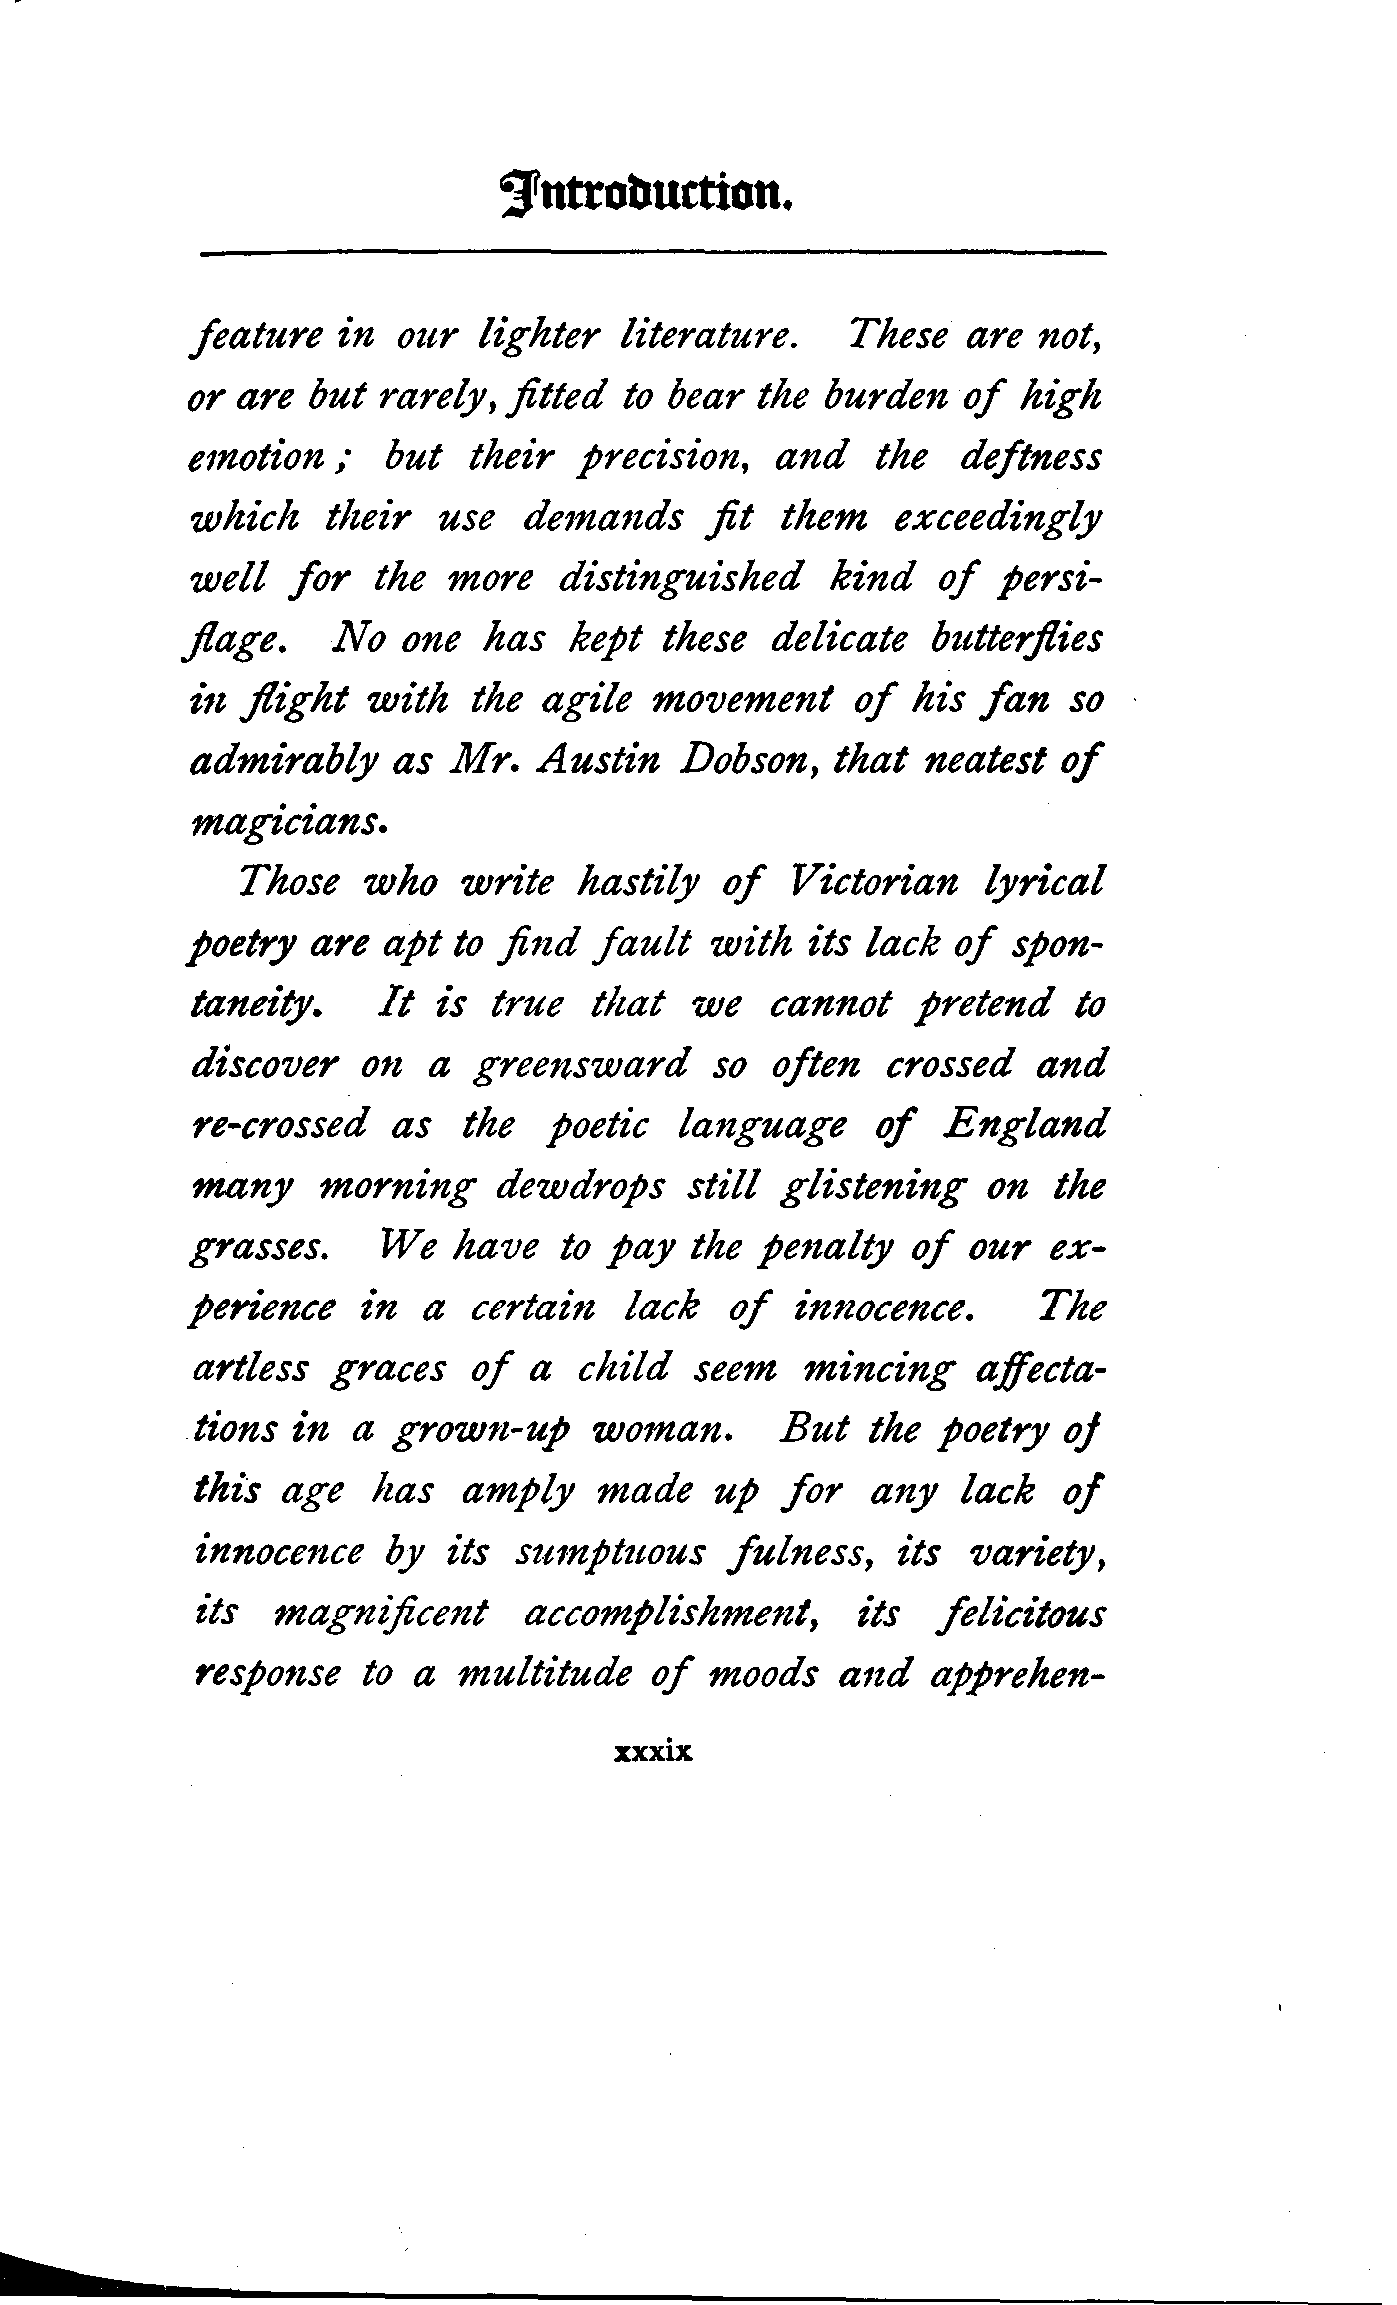 Introduction.
feature in our lighter literature. These are not,
or are but rarely, fitted to bear the burden of high
emotion ; but their precision, and the deftness
which their use demands fit them exceedingly
well for the more distinguished kind of persi-
flage. No one has kept these delicate butterflies
in flight with the agile movement of his fan so
admirably as Mr. Austin Dobson, that neatest of
magicians.
Those who write hastily of Victorian lyrical
poetry are apt to find fault with its lack of spon-
taneity. It is true that we cannot pretend to
discover on a greensward so often crossed and
re-crossed as the poetic language of England
many morning dewdrops still glistening on the
grasses. We have to pay the penalty of our ex-
perience in a certain lack of innocence. The
artless graces of a child seem mincing affecta-
tions in a grown-up woman. But the poetry of
this age has amply made up for any lack of
innocence by its sumptuous fulness, its variety,
its magnificent accomplishment, its felicitous
response to a multitude of moods and apprehen-
xxxix